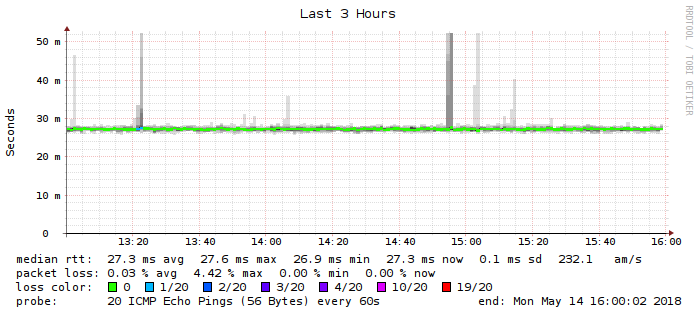 Last 3 Hours
RRDTOOL / TOBI OETIKER
Seconds
50 m
40 m
30 m
20 m
10 m
0
13:20 13:40 14:00 14:20 14:40 15:00 15:20 15:40 16:00
median rtt: 27.3 ms avg 27.6 ms max 26.9 ms min 27.3 ms now 0.1 ms sd 232.1 am/s
packet loss: 0.03 % avg 4.42 % max 0.00 % min 0.00 % now
loss color: 0 1/20 2/20 3/20 4/20 10/20 19/20
probe: 20 ICMP Echo Pings (56 Bytes) every 60s end: Mon May 14 16:00:02 2018